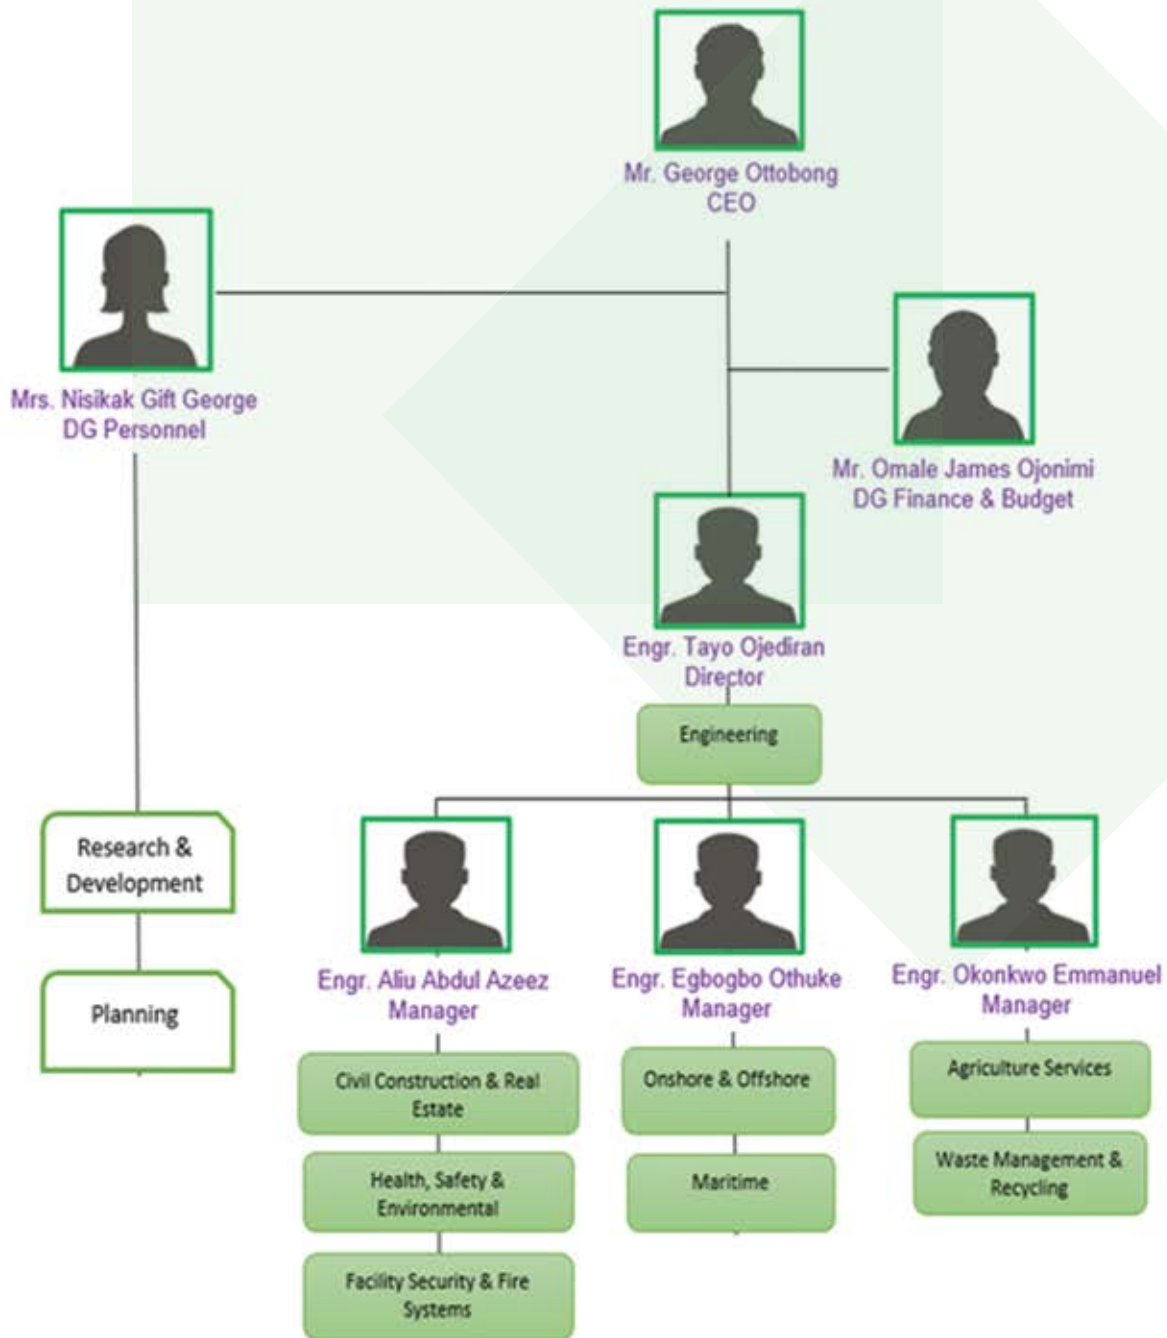 Mr. George Ottobong
CEO
Mrs. Nisikak Gift George
DG Personnel
Mr. Omale James Ojonimi
DG Finance & Budget
Engr. Tayo Ojediran
Director
Engineering
Research &
Development
Planning
Engr. Aliu Abdul Azeez
Manager
Civil Construction & Real
Estate
Health, Safety &
Environmental
Facility Security & Fire
Systems
Engr. Egbogbo Othuke
Manager
Onshore & Offshore
Maritime
Engr. Okonkwo Emmanuel
Manager
Agriculture Services
Waste Management &
Recycling